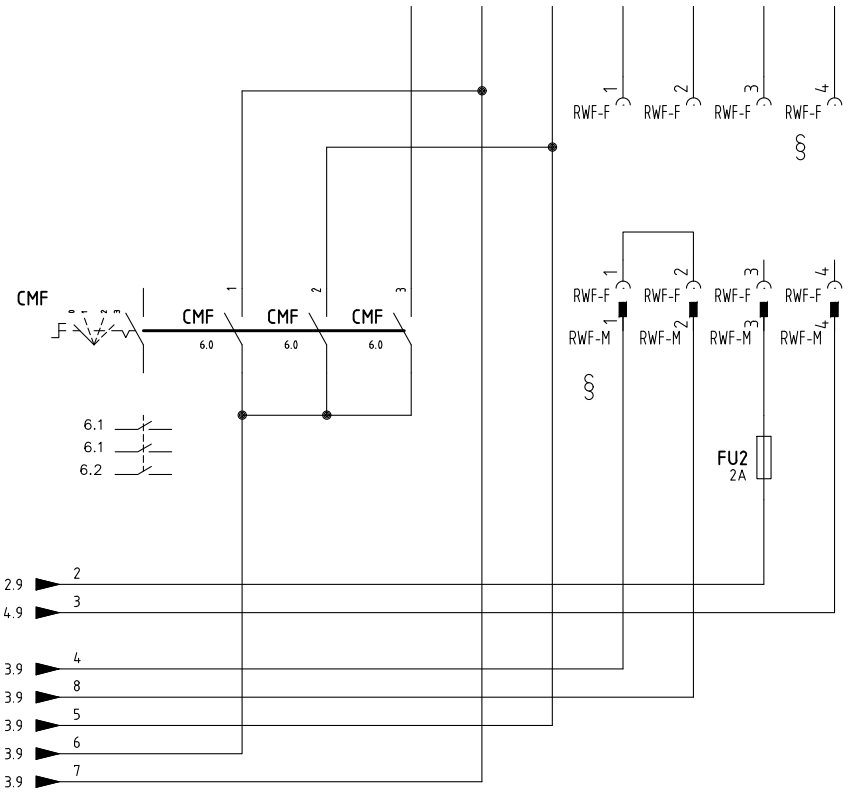 1 2 3 4
RWF-F RWF-F RWF-F RWF-F
§
1 2 3 4
RWF-F RWF-F RWF-F RWF-F
1 2 3 4
RWF-M RWF-M RWF-M RWF-M
§
1 2 3
CMF
0 1 2 3
CMF CMF CMF
6.0 6.0 6.0
6.1
6.1
6.2
FU2
2A
2.9 2
4.9 3
3.9 4
3.9 8
3.9 5
3.9 6
3.9 7